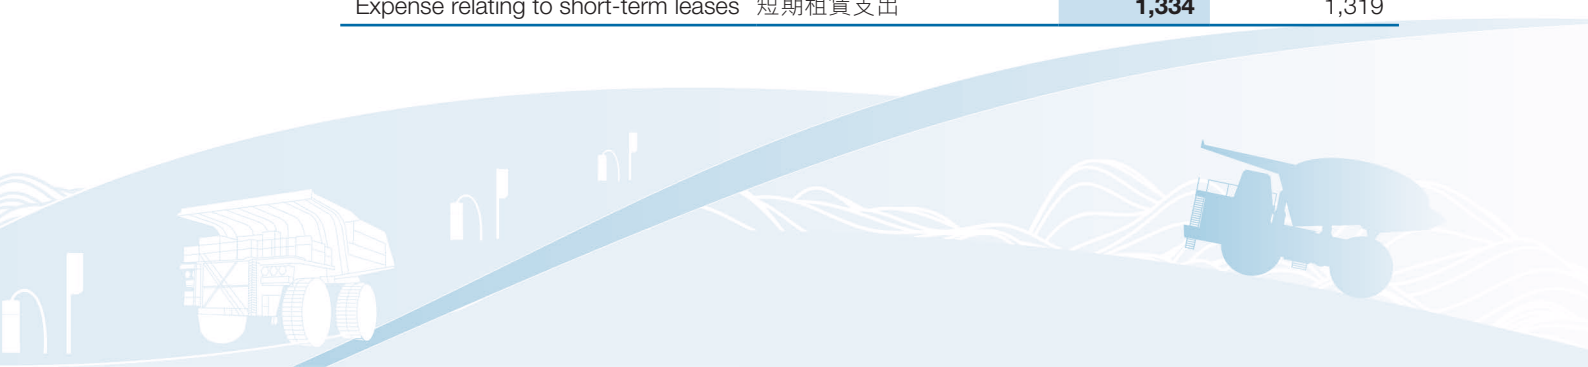 Expense relating to short-term leases 短期租賃支出 1,334 1,319